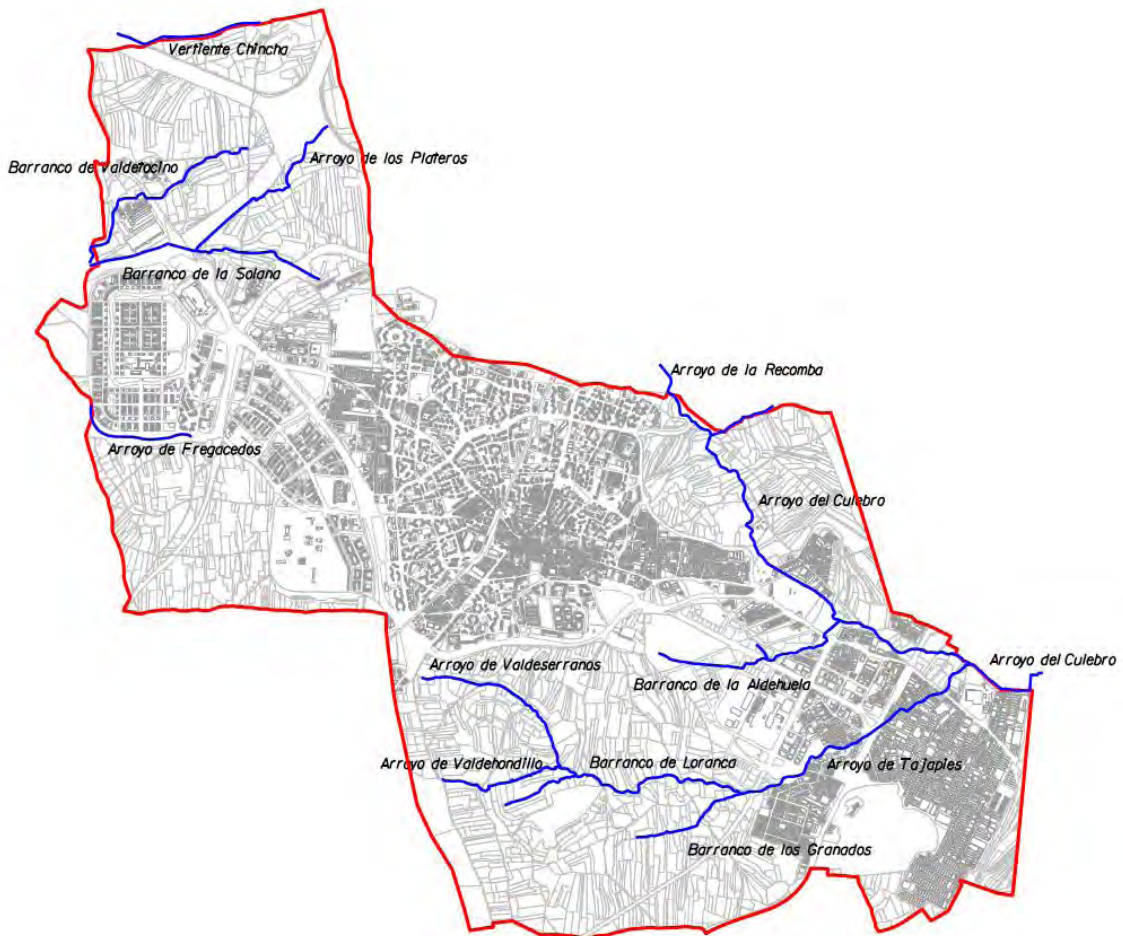 Vertiente Chincha
Barranco de Valdetocino
Arroyo de los Plateros
Barranco de la Solana
Arroyo de la Recomba
Arroyo de Fregacedos
Arroyo del Culebro
Arroyo de Valdeserranos
Arroyo del Culebro
Barranco de la Aldehuela
Arroyo de Valdehondillo
Barranco de Loranca
Arroyo de Tajapies
Barranco de los Granados